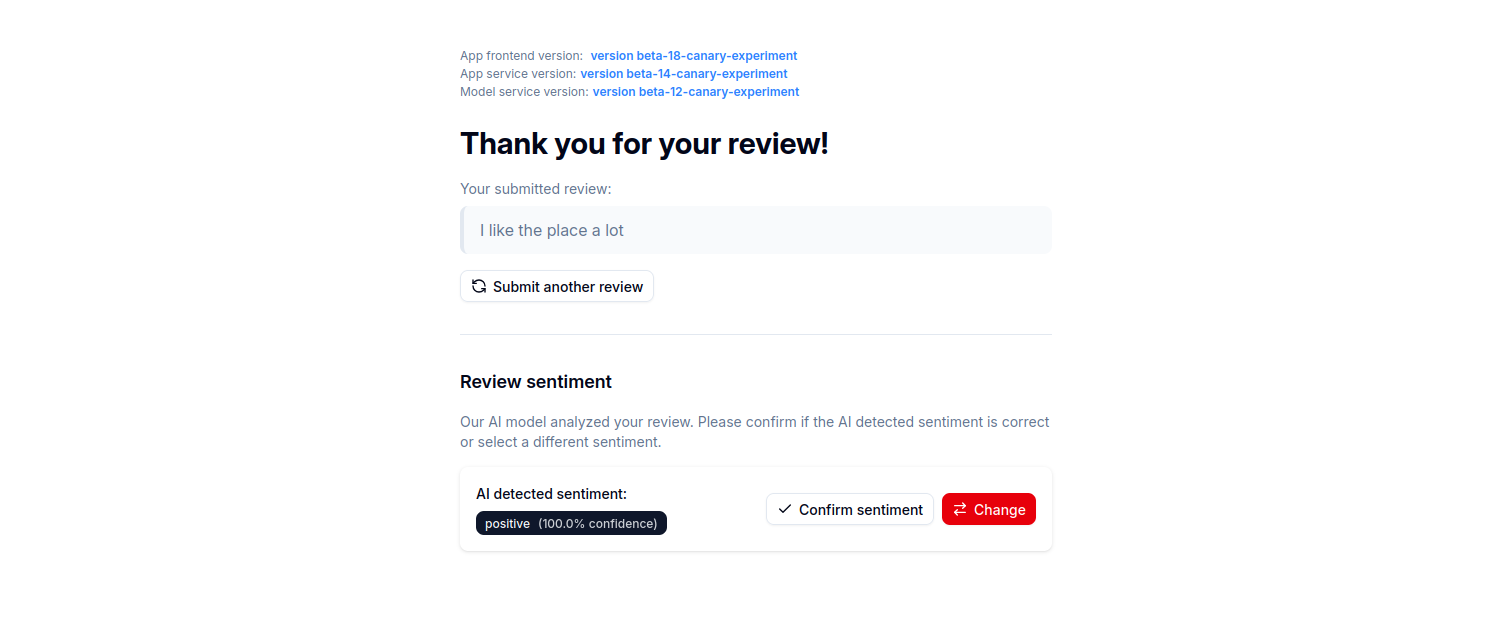 App frontend version: version beta-18-canary-experiment
App service version: version beta-14-canary-experiment
Model service version: version beta-12-canary-experiment
Thank you for your review!
Your submitted review:
I like the place a lot
Submit another review
Review sentiment
Our AI model analyzed your review. Please confirm if the AI detected sentiment is correct
or select a different sentiment.
AI detected sentiment:
positive (100.0% confidence)
Confirm sentiment
Change